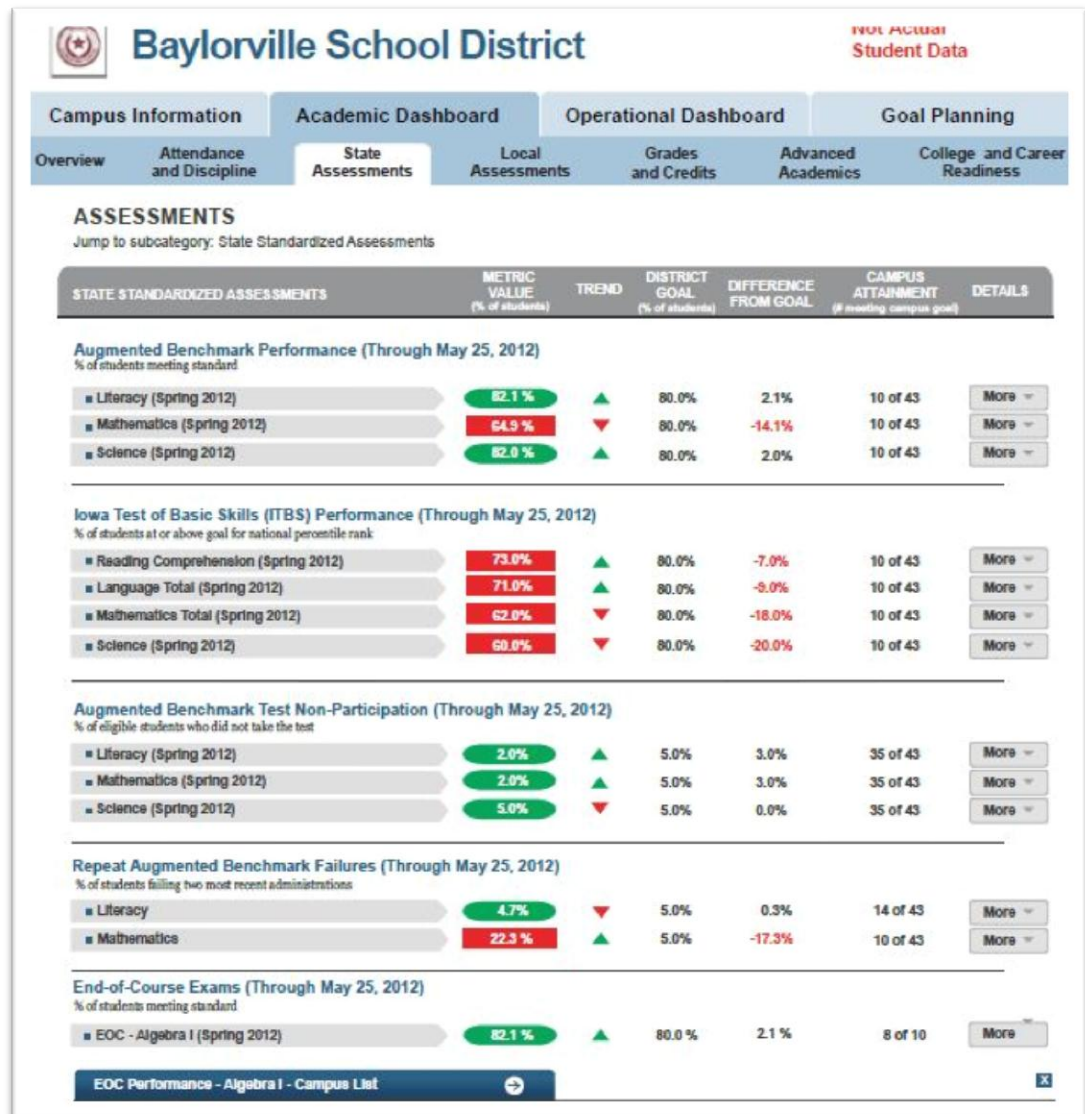 Baylorville School District
Not Actual
Student Data
Campus Information Academic Dashboard Operational Dashboard Goal Planning
Overview Attendance and Discipline State Assessments Local Assessments Grades and Credits Advanced Academics College and Career Readiness
ASSESSMENTS
Jump to subcategory: State Standardized Assessments
STATE STANDARDIZED ASSESSMENTS METRIC VALUE (% of students) TREND DISTRICT GOAL (% of students) DIFFERENCE FROM GOAL CAMPUS ATTAINMENT (# meeting campus goal) DETAILS
Augmented Benchmark Performance (Through May 25, 2012)
% of students meeting standard
Literacy (Spring 2012) 82.1 % 80.0% 2.1% 10 of 43 More
Mathematics (Spring 2012) 64.9 % 80.0% -14.1% 10 of 43 More
Science (Spring 2012) 82.0 % 80.0% 2.0% 10 of 43 More
Iowa Test of Basic Skills (ITBS) Performance (Through May 25, 2012)
% of students at or above goal for national percentile rank
Reading Comprehension (Spring 2012) 73.0% 80.0% -7.0% 10 of 43 More
Language Total (Spring 2012) 71.0% 80.0% -9.0% 10 of 43 More
Mathematics Total (Spring 2012) 62.0% 80.0% -18.0% 10 of 43 More
Science (Spring 2012) 60.0% 80.0% -20.0% 10 of 43 More
Augmented Benchmark Test Non-Participation (Through May 25, 2012)
% of eligible students who did not take the test
Literacy (Spring 2012) 2.0% 5.0% 3.0% 35 of 43 More
Mathematics (Spring 2012) 2.0% 5.0% 3.0% 35 of 43 More
Science (Spring 2012) 5.0% 5.0% 0.0% 35 of 43 More
Repeat Augmented Benchmark Failures (Through May 25, 2012)
% of students failing two most recent administrations
Literacy 4.7% 5.0% 0.3% 14 of 43 More
Mathematics 22.3 % 5.0% -17.3% 10 of 43 More
End-of-Course Exams (Through May 25, 2012)
% of students meeting standard
EOC - Algebra I (Spring 2012) 82.1 % 80.0 % 2.1 % 8 of 10 More
EOC Performance - Algebra I - Campus List X